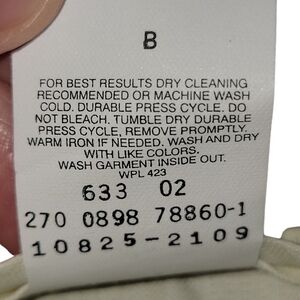 B
FOR BEST RESULTS DRY CLEANING
RECOMMENDED OR MACHINE WASH
COLD. DURABLE PRESS CYCLE. DO
NOT BLEACH. TUMBLE DRY DURABLE
PRESS CYCLE, REMOVE PROMPTLY.
WARM IRON IF NEEDED. WASH AND DRY
WITH LIKE COLORS.
WASH GARMENT INSIDE OUT.
WPL 423
633 02
270 0898 78860-1
10825-2109